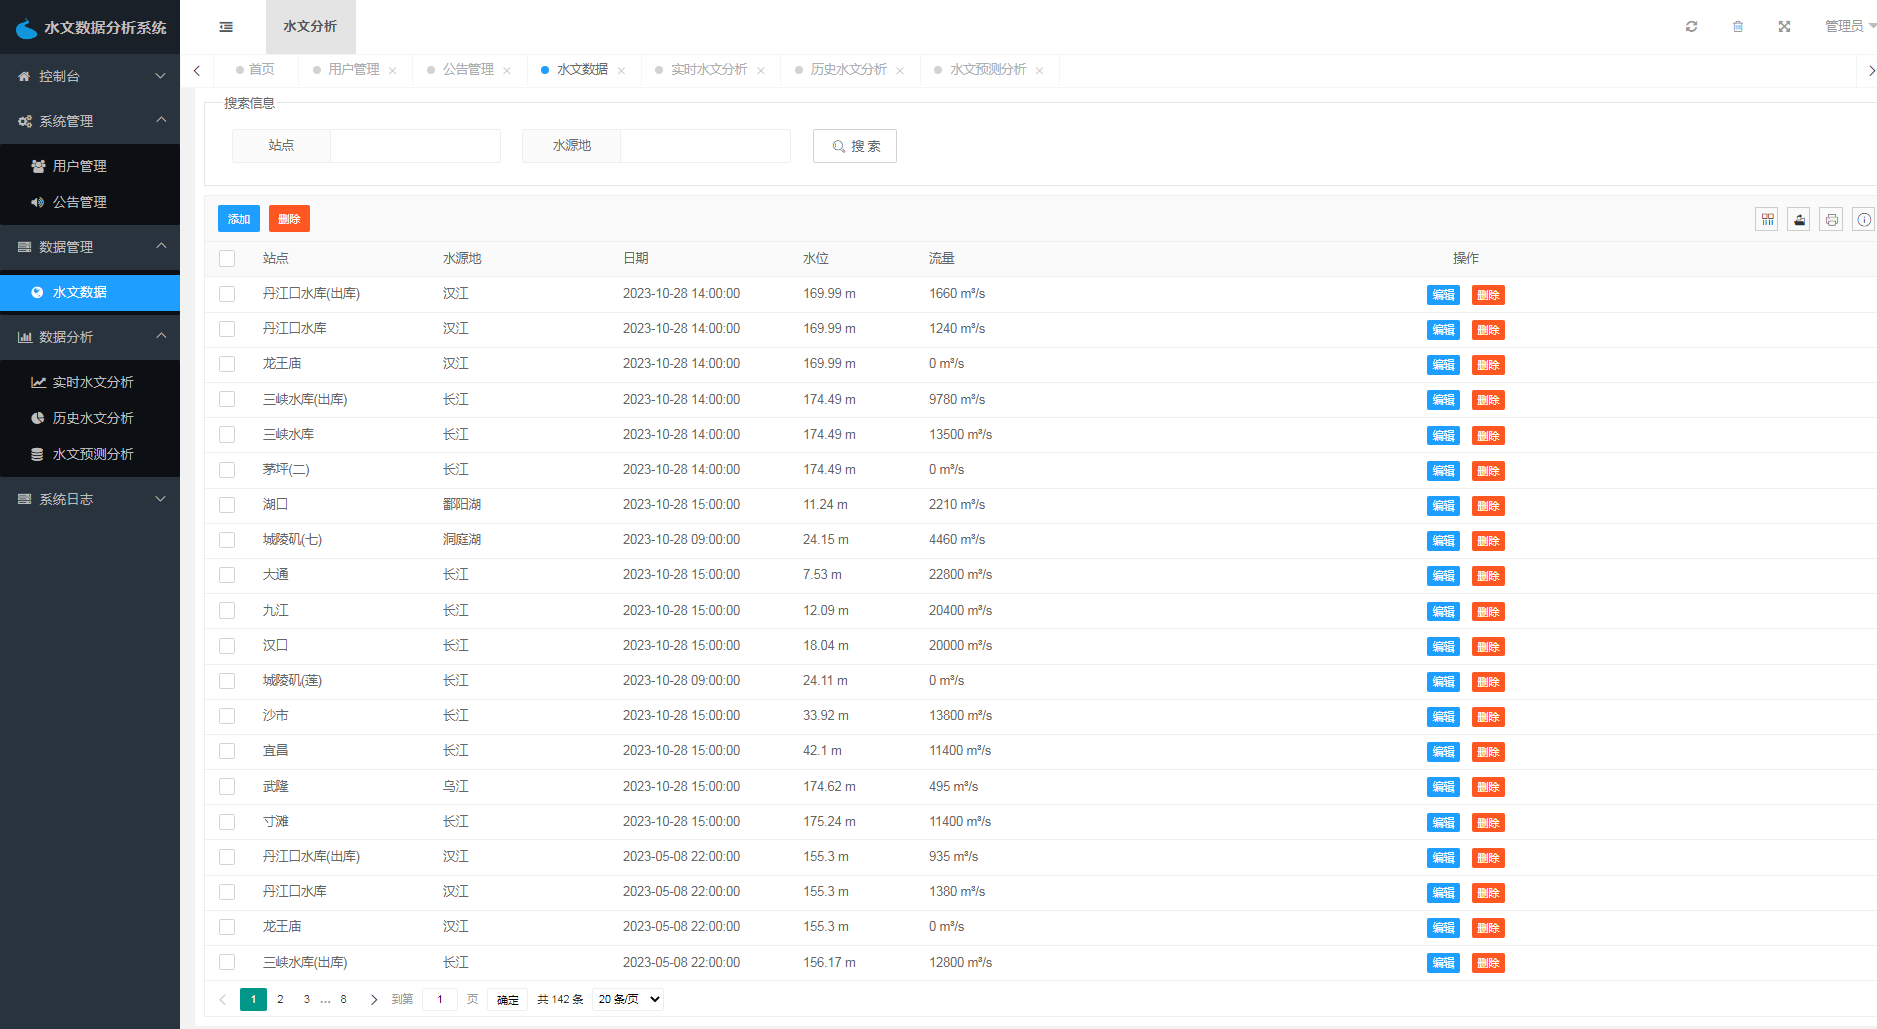 水文数据分析系统
水文分析
管理员
控制台
系统管理
用户管理
公告管理
数据管理
水文数据
数据分析
实时水文分析
历史水文分析
水文预测分析
系统日志
首页 用户管理 公告管理 水文数据 实时水文分析 历史水文分析 水文预测分析
搜索信息
站点 水源地 搜 索
添加 删除
站点 水源地 日期 水位 流量 操作
丹江口水库(出库) 汉江 2023-10-28 14:00:00 169.99 m 1660 m³/s 编辑 删除
丹江口水库 汉江 2023-10-28 14:00:00 169.99 m 1240 m³/s 编辑 删除
龙王庙 汉江 2023-10-28 14:00:00 169.99 m 0 m³/s 编辑 删除
三峡水库(出库) 长江 2023-10-28 14:00:00 174.49 m 9780 m³/s 编辑 删除
三峡水库 长江 2023-10-28 14:00:00 174.49 m 13500 m³/s 编辑 删除
茅坪(二) 长江 2023-10-28 14:00:00 174.49 m 0 m³/s 编辑 删除
湖口 鄱阳湖 2023-10-28 15:00:00 11.24 m 2210 m³/s 编辑 删除
城陵矶(七) 洞庭湖 2023-10-28 09:00:00 24.15 m 4460 m³/s 编辑 删除
大通 长江 2023-10-28 15:00:00 7.53 m 22800 m³/s 编辑 删除
九江 长江 2023-10-28 15:00:00 12.09 m 20400 m³/s 编辑 删除
汉口 长江 2023-10-28 15:00:00 18.04 m 20000 m³/s 编辑 删除
城陵矶(莲) 长江 2023-10-28 09:00:00 24.11 m 0 m³/s 编辑 删除
沙市 长江 2023-10-28 15:00:00 33.92 m 13800 m³/s 编辑 删除
宜昌 长江 2023-10-28 15:00:00 42.1 m 11400 m³/s 编辑 删除
武隆 乌江 2023-10-28 15:00:00 174.62 m 495 m³/s 编辑 删除
寸滩 长江 2023-10-28 15:00:00 175.24 m 11400 m³/s 编辑 删除
丹江口水库(出库) 汉江 2023-05-08 22:00:00 155.3 m 935 m³/s 编辑 删除
丹江口水库 汉江 2023-05-08 22:00:00 155.3 m 1380 m³/s 编辑 删除
龙王庙 汉江 2023-05-08 22:00:00 155.3 m 0 m³/s 编辑 删除
三峡水库(出库) 长江 2023-05-08 22:00:00 156.17 m 12800 m³/s 编辑 删除
1 2 3 … 8 到第 1 页 确定 共 142 条 20 条/页